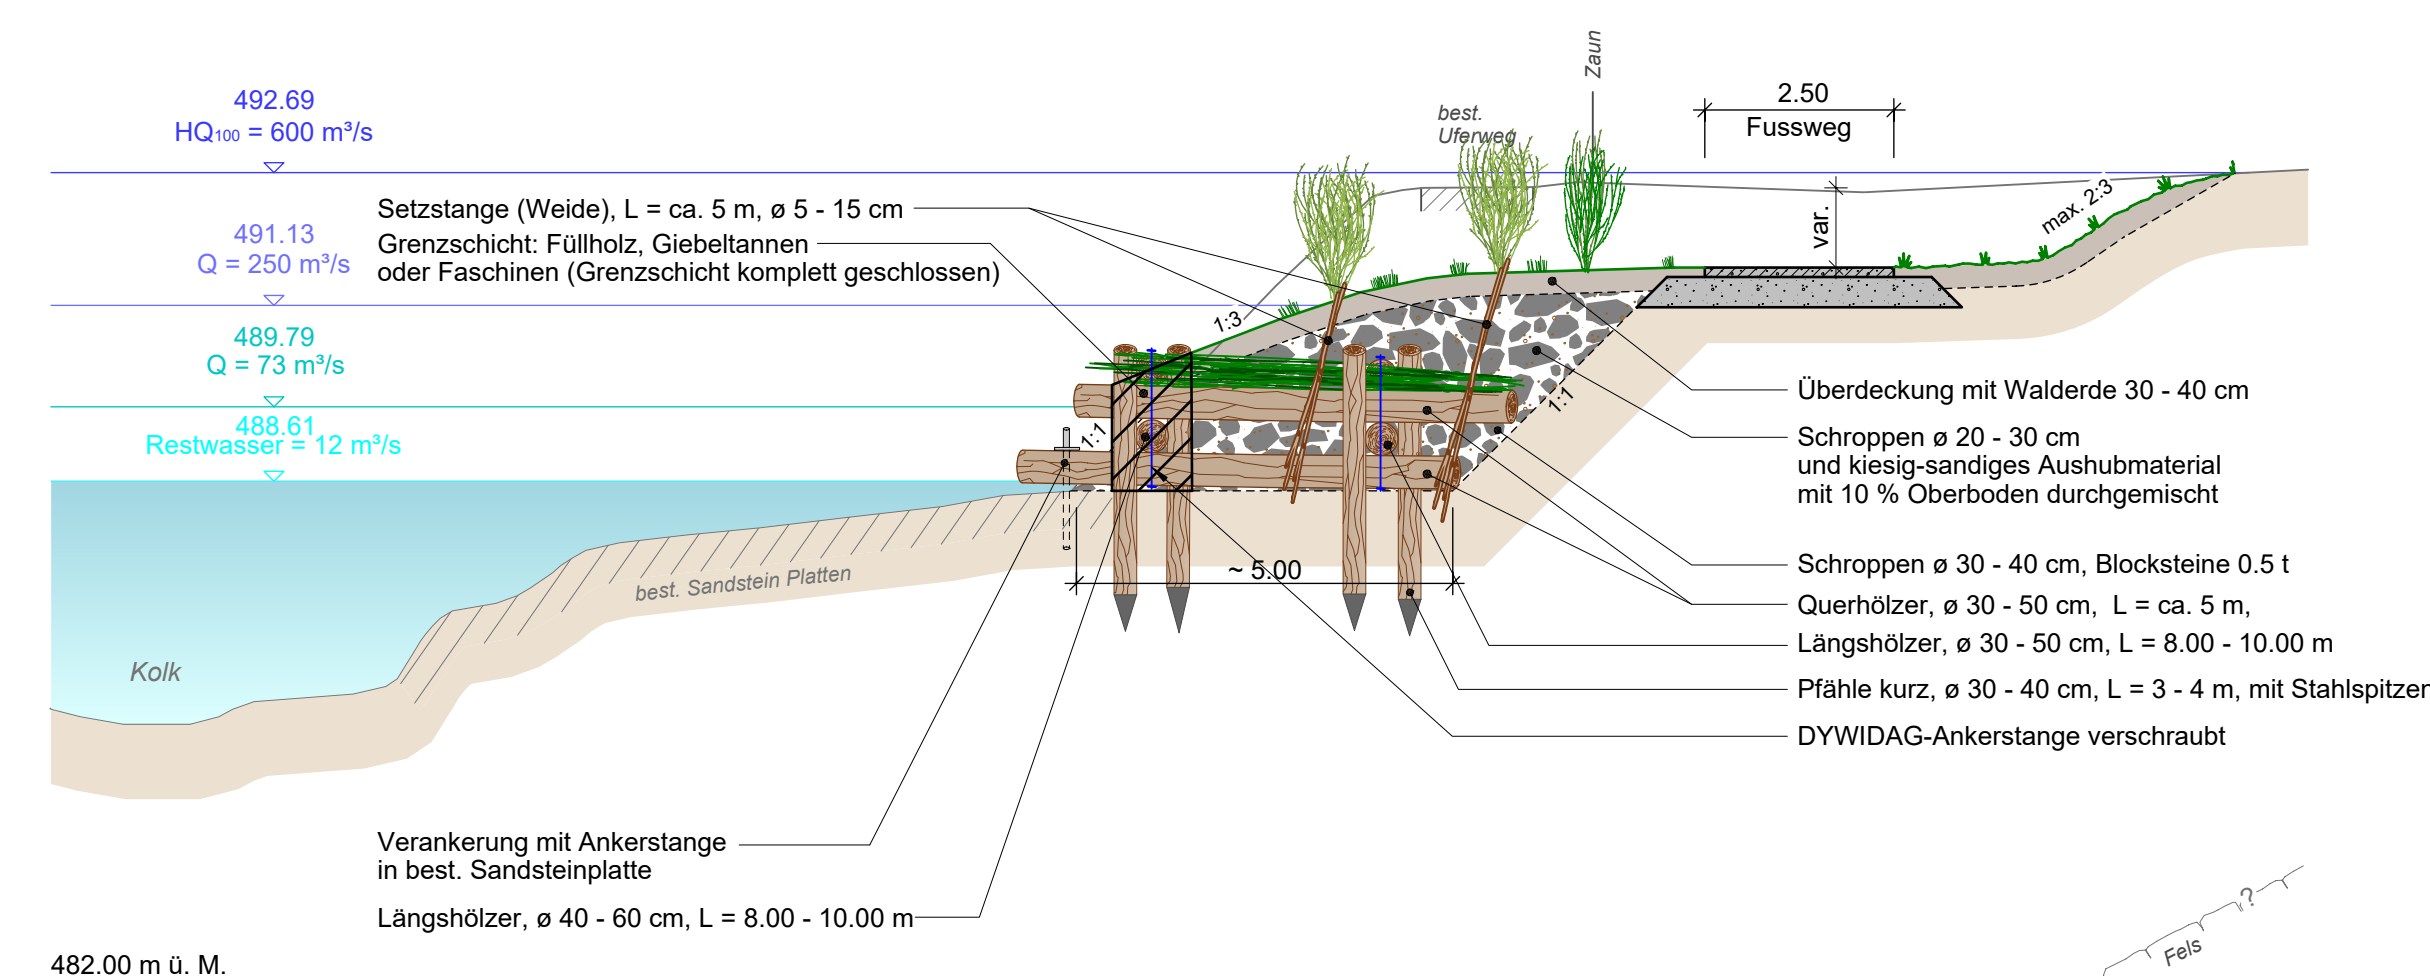 Zaun
492.69
HQ100 = 600 m³/s
2.50
Fussweg
best.
Uferweg
Setzstange (Weide), L = ca. 5 m, ø 5 - 15 cm
max. 2:3
var.
491.13
Q = 250 m³/s
Grenzschicht: Füllholz, Giebeltannen
oder Faschinen (Grenzschicht komplett geschlossen)
1:3
489.79
Q = 73 m³/s
Überdeckung mit Walderde 30 - 40 cm
1:1
488.61
Restwasser = 12 m³/s
1:1
Schroppen ø 20 - 30 cm
und kiesig-sandiges Aushubmaterial
mit 10 % Oberboden durchgemischt
best. Sandstein Platten
~ 5.00
Schroppen ø 30 - 40 cm, Blocksteine 0.5 t
Querhölzer, ø 30 - 50 cm, L = ca. 5 m,
Längshölzer, ø 30 - 50 cm, L = 8.00 - 10.00 m
Kolk
Pfähle kurz, ø 30 - 40 cm, L = 3 - 4 m, mit Stahlspitzen
DYWIDAG-Ankerstange verschraubt
Verankerung mit Ankerstange
in best. Sandsteinplatte
Längshölzer, ø 40 - 60 cm, L = 8.00 - 10.00 m
?
Fels
482.00 m ü. M.